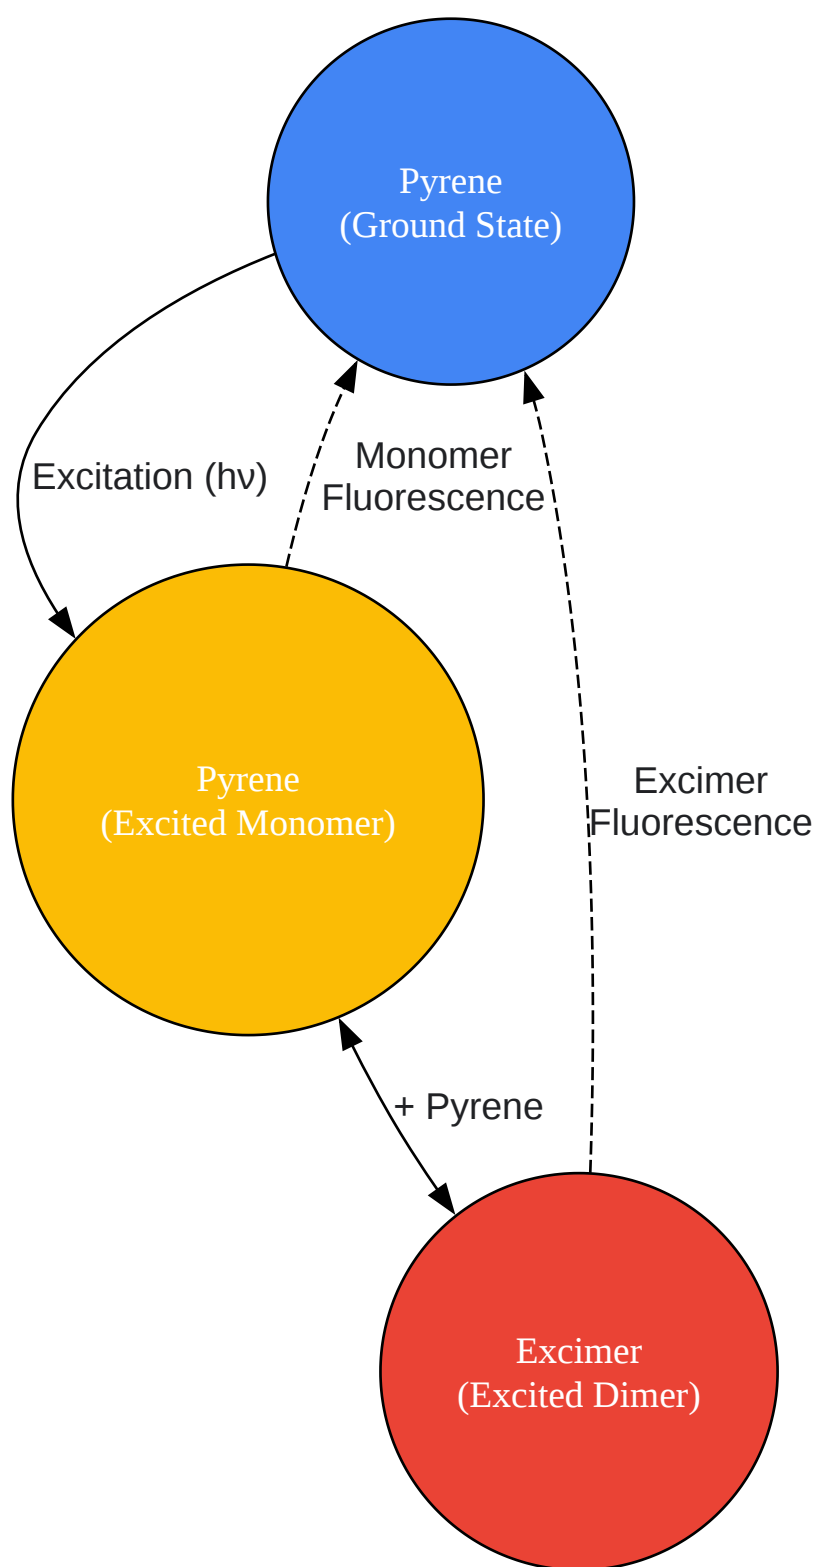 Pyrene
(Ground State)
Excitation (hν)
Monomer
Fluorescence
Pyrene
(Excited Monomer)
Excimer
Fluorescence
+ Pyrene
Excimer
(Excited Dimer)